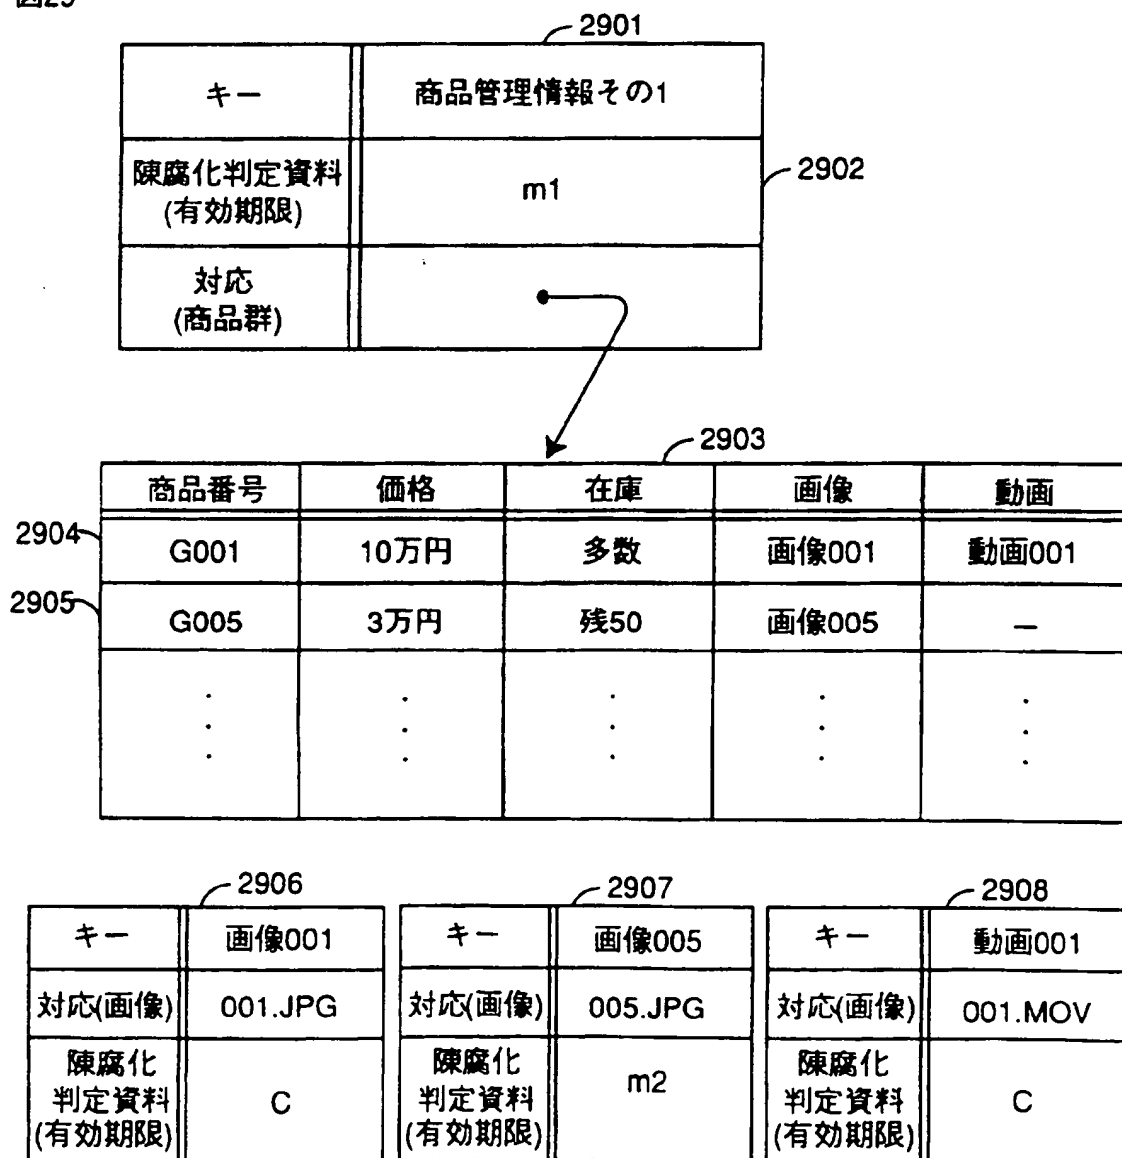 図29
2901
キー 商品管理情報その1
陳腐化判定資料
(有効期限) m1 2902
対応
(商品群)
2903
商品番号 価格 在庫 画像 動画
2904 G001 10万円 多数 画像001 動画001
2905 G005 3万円 残50 画像005 —
2906 2907 2908
キー 画像001 キー 画像005 キー 動画001
対応(画像) 001.JPG 対応(画像) 005.JPG 対応(画像) 001.MOV
陳腐化 陳腐化 陳腐化
判定資料 C 判定資料 m2 判定資料 C
(有効期限) (有効期限) (有効期限)